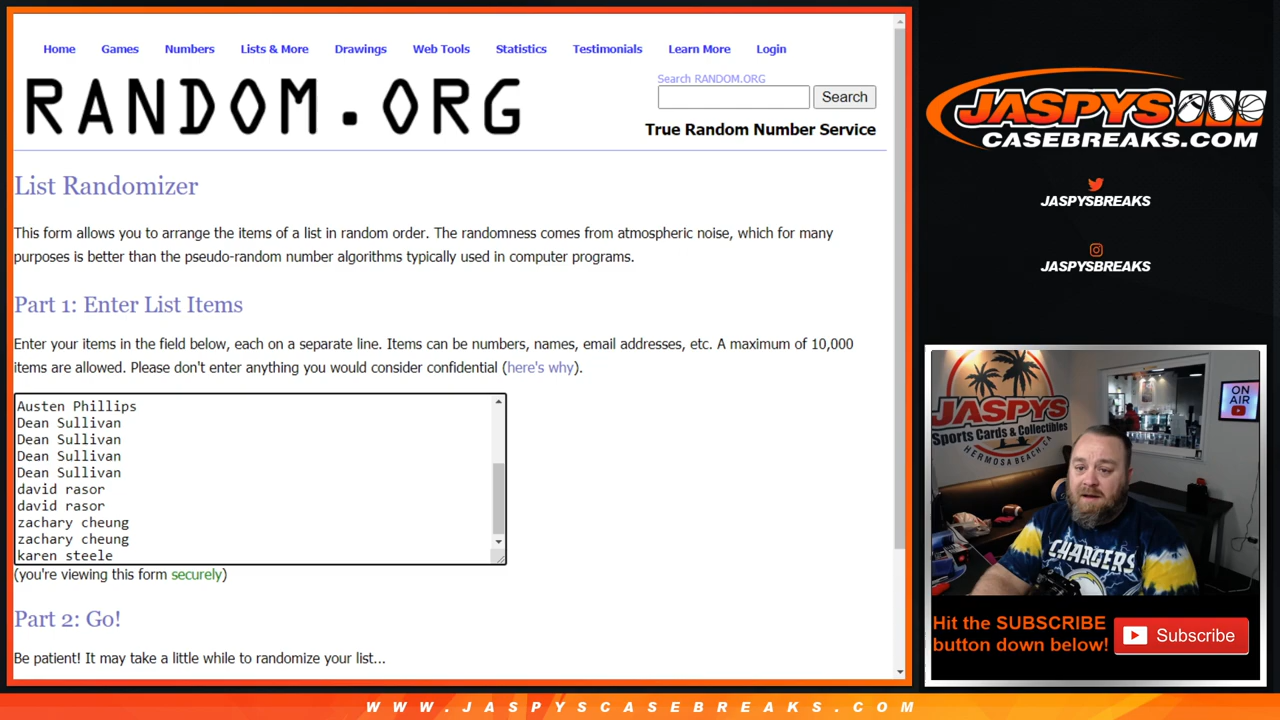 Home Games Numbers Lists & More Drawings Web Tools Statistics Testimonials Learn More Login
RANDOM.ORG
Search RANDOM.ORG
Search
True Random Number Service
List Randomizer
This form allows you to arrange the items of a list in random order. The randomness comes from atmospheric noise, which for many
purposes is better than the pseudo-random number algorithms typically used in computer programs.
Part 1: Enter List Items
Enter your items in the field below, each on a separate line. Items can be numbers, names, email addresses, etc. A maximum of 10,000
items are allowed. Please don't enter anything you would consider confidential (here's why).
Austen Phillips
Dean Sullivan
Dean Sullivan
Dean Sullivan
Dean Sullivan
david rasor
david rasor
zachary cheung
zachary cheung
karen steele
(you're viewing this form securely)
Part 2: Go!
Be patient! It may take a little while to randomize your list...
JASPYS
CASEBREAKS.COM
JASPYSBREAKS
JASPYSBREAKS
JASPYS
Sports Cards & Collectibles
HERMOSA BEACH, CA
ON
AIR
CHARGERS
Hit the SUBSCRIBE
button down below!
Subscribe
WWW.JASPYSCASEBREAKS.COM